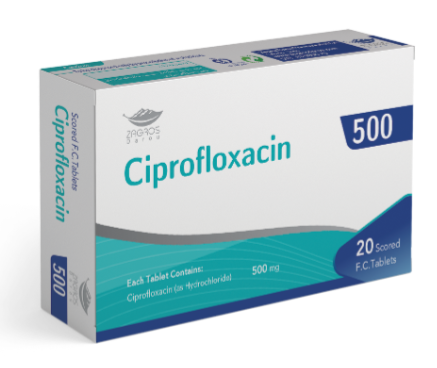 ZAGROS
Ciprofloxacin
500
Each Tablet Contains:
Ciprofloxacin (as Hydrochloride) 500 mg
20 Scored
F.C.Tablets
Scored F.C.Tablets
Ciprofloxacin
500